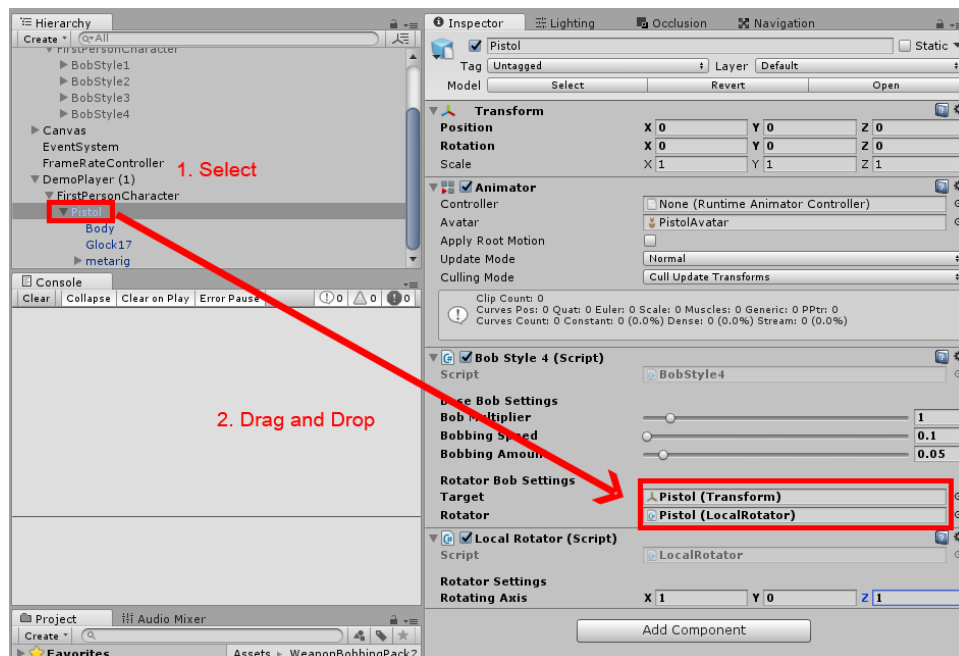 Hierarchy
Create
All
FirstPersonCharacter
BobStyle1
BobStyle2
BobStyle3
BobStyle4
Canvas
EventSystem
FrameRateController
DemoPlayer (1)
FirstPersonCharacter
Pistol
Body
Glock17
metarig
1. Select
2. Drag and Drop
Console
Clear Collapse Clear on Play Error Pause 0 0 0
Project Audio Mixer
Create
Favorites Assets ▸ WeaponBobbingPack2
Inspector Lighting Occlusion Navigation
Pistol Static
Tag Untagged Layer Default
Model Select Revert Open
Transform
Position X 0 Y 0 Z 0
Rotation X 0 Y 0 Z 0
Scale X 1 Y 1 Z 1
Animator
Controller None (Runtime Animator Controller)
Avatar PistolAvatar
Apply Root Motion
Update Mode Normal
Culling Mode Cull Update Transforms
Clip Count: 0
Curves Pos: 0 Quat: 0 Euler: 0 Scale: 0 Muscles: 0 Generic: 0 PPtr: 0
Curves Count: 0 Constant: 0 (0.0%) Dense: 0 (0.0%) Stream: 0 (0.0%)
Bob Style 4 (Script)
Script BobStyle4
Base Bob Settings
Bob Multiplier 1
Bobbing Speed 0.1
Bobbing Amount 0.05
Rotator Bob Settings
Target Pistol (Transform)
Rotator Pistol (LocalRotator)
Local Rotator (Script)
Script LocalRotator
Rotator Settings
Rotating Axis X 1 Y 0 Z 1
Add Component